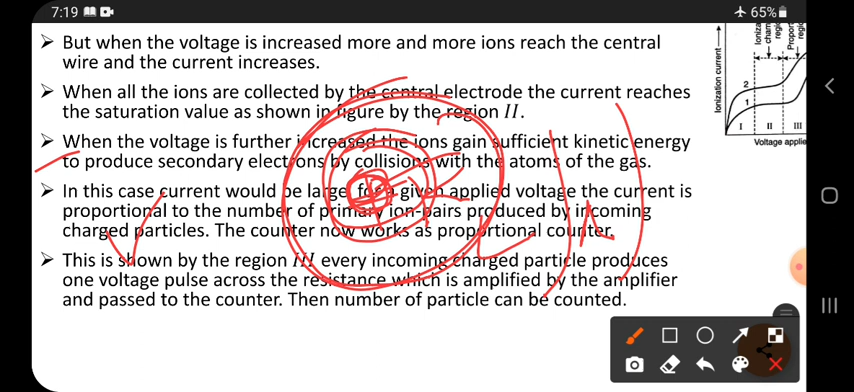 7:19
65%
➢ But when the voltage is increased more and more ions reach the central
wire and the current increases.
➢ When all the ions are collected by the central electrode the current reaches
the saturation value as shown in figure by the region II.
➢ When the voltage is further increased the ions gain sufficient kinetic energy
to produce secondary electrons by collisions with the atoms of the gas.
➢ In this case current would be large, for a given applied voltage the current is
proportional to the number of primary ion-pairs produced by incoming
charged particles. The counter now works as proportional counter.
➢ This is shown by the region III every incoming charged particle produces
one voltage pulse across the resistance which is amplified by the amplifier
and passed to the counter. Then number of particle can be counted.
Ionization current
2
1
I II III
Voltage applie